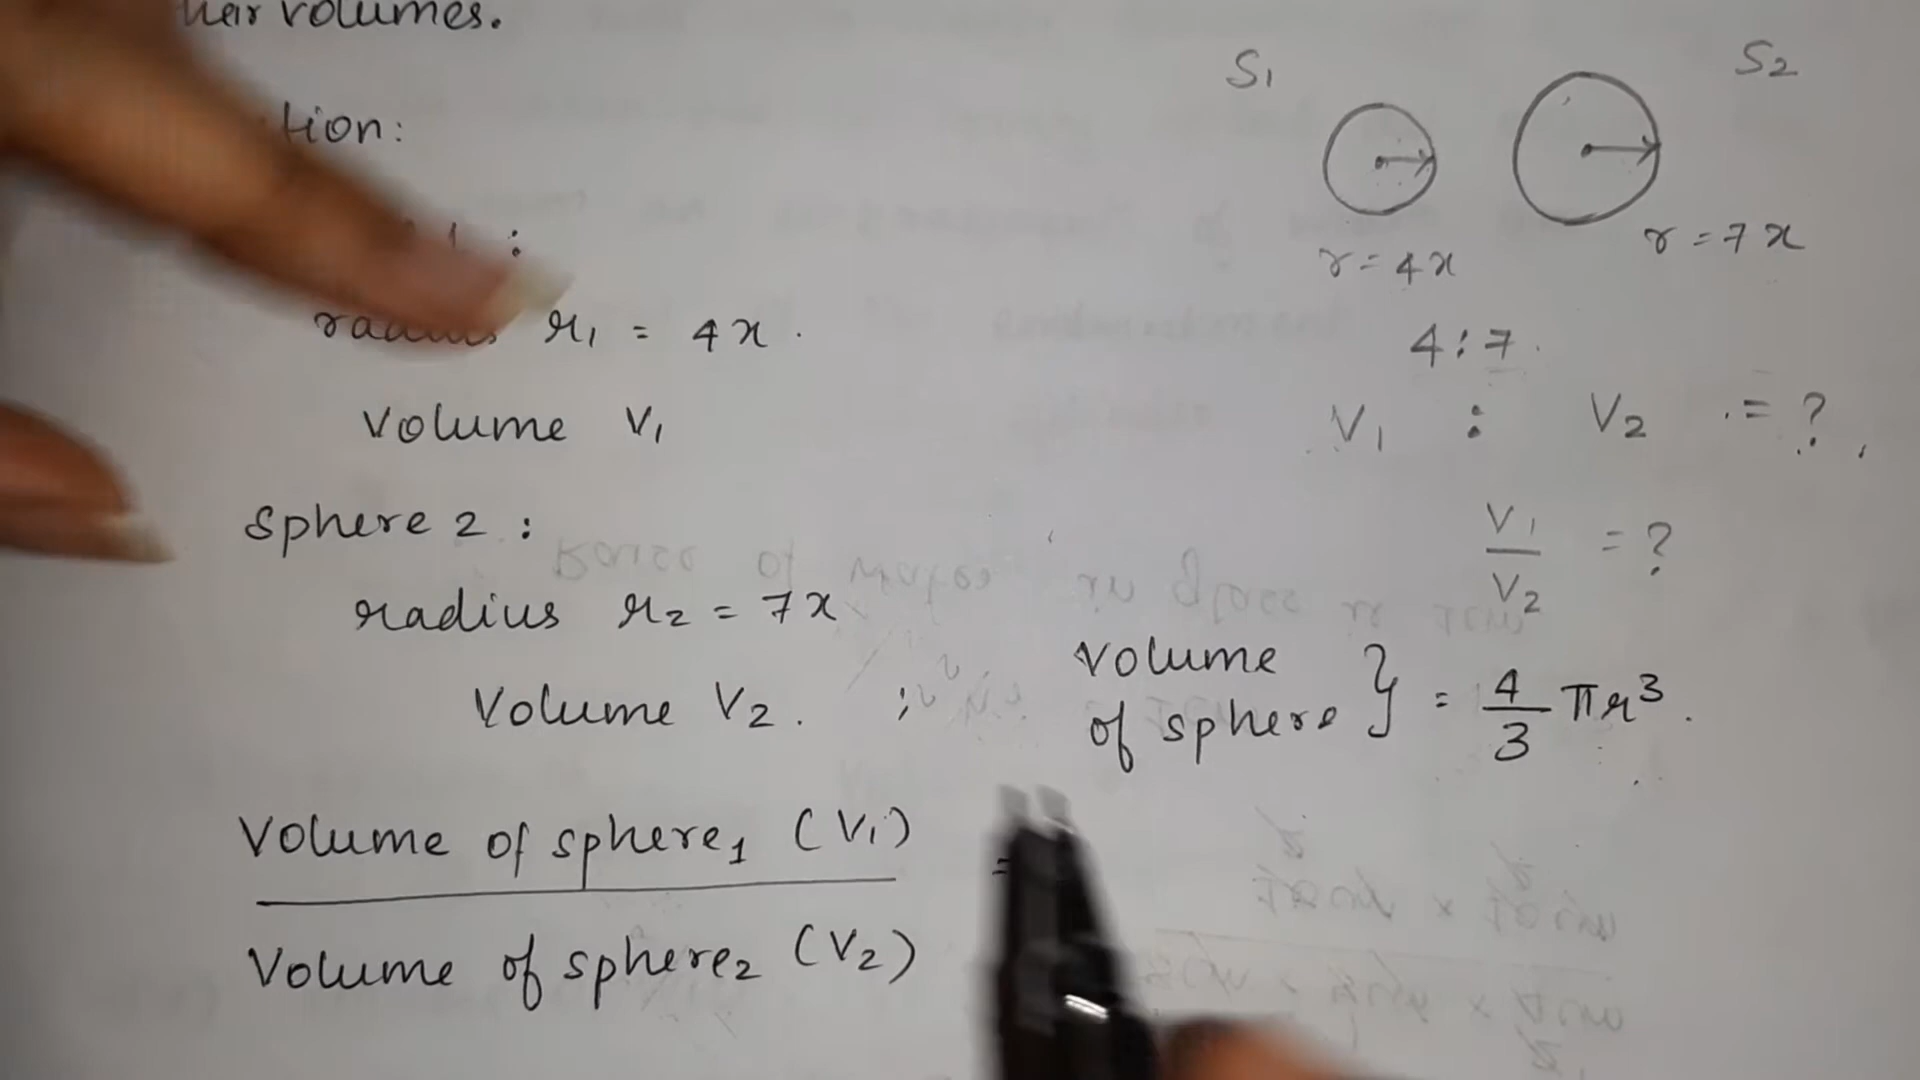 volumes.
tion:
:
radius r₁ = 4x.
Volume V₁
Sphere 2 :
radius r₂ = 7x
Volume V₂. ;
Volume of sphere₁ (V₁)
Volume of sphere₂ (V₂)
=
S₁
S₂
r = 4x
r = 7x
4:7.
V₁ : V₂ = ?
V₁
V₂
= ?
Volume
of sphere } = 4/3 πr³.